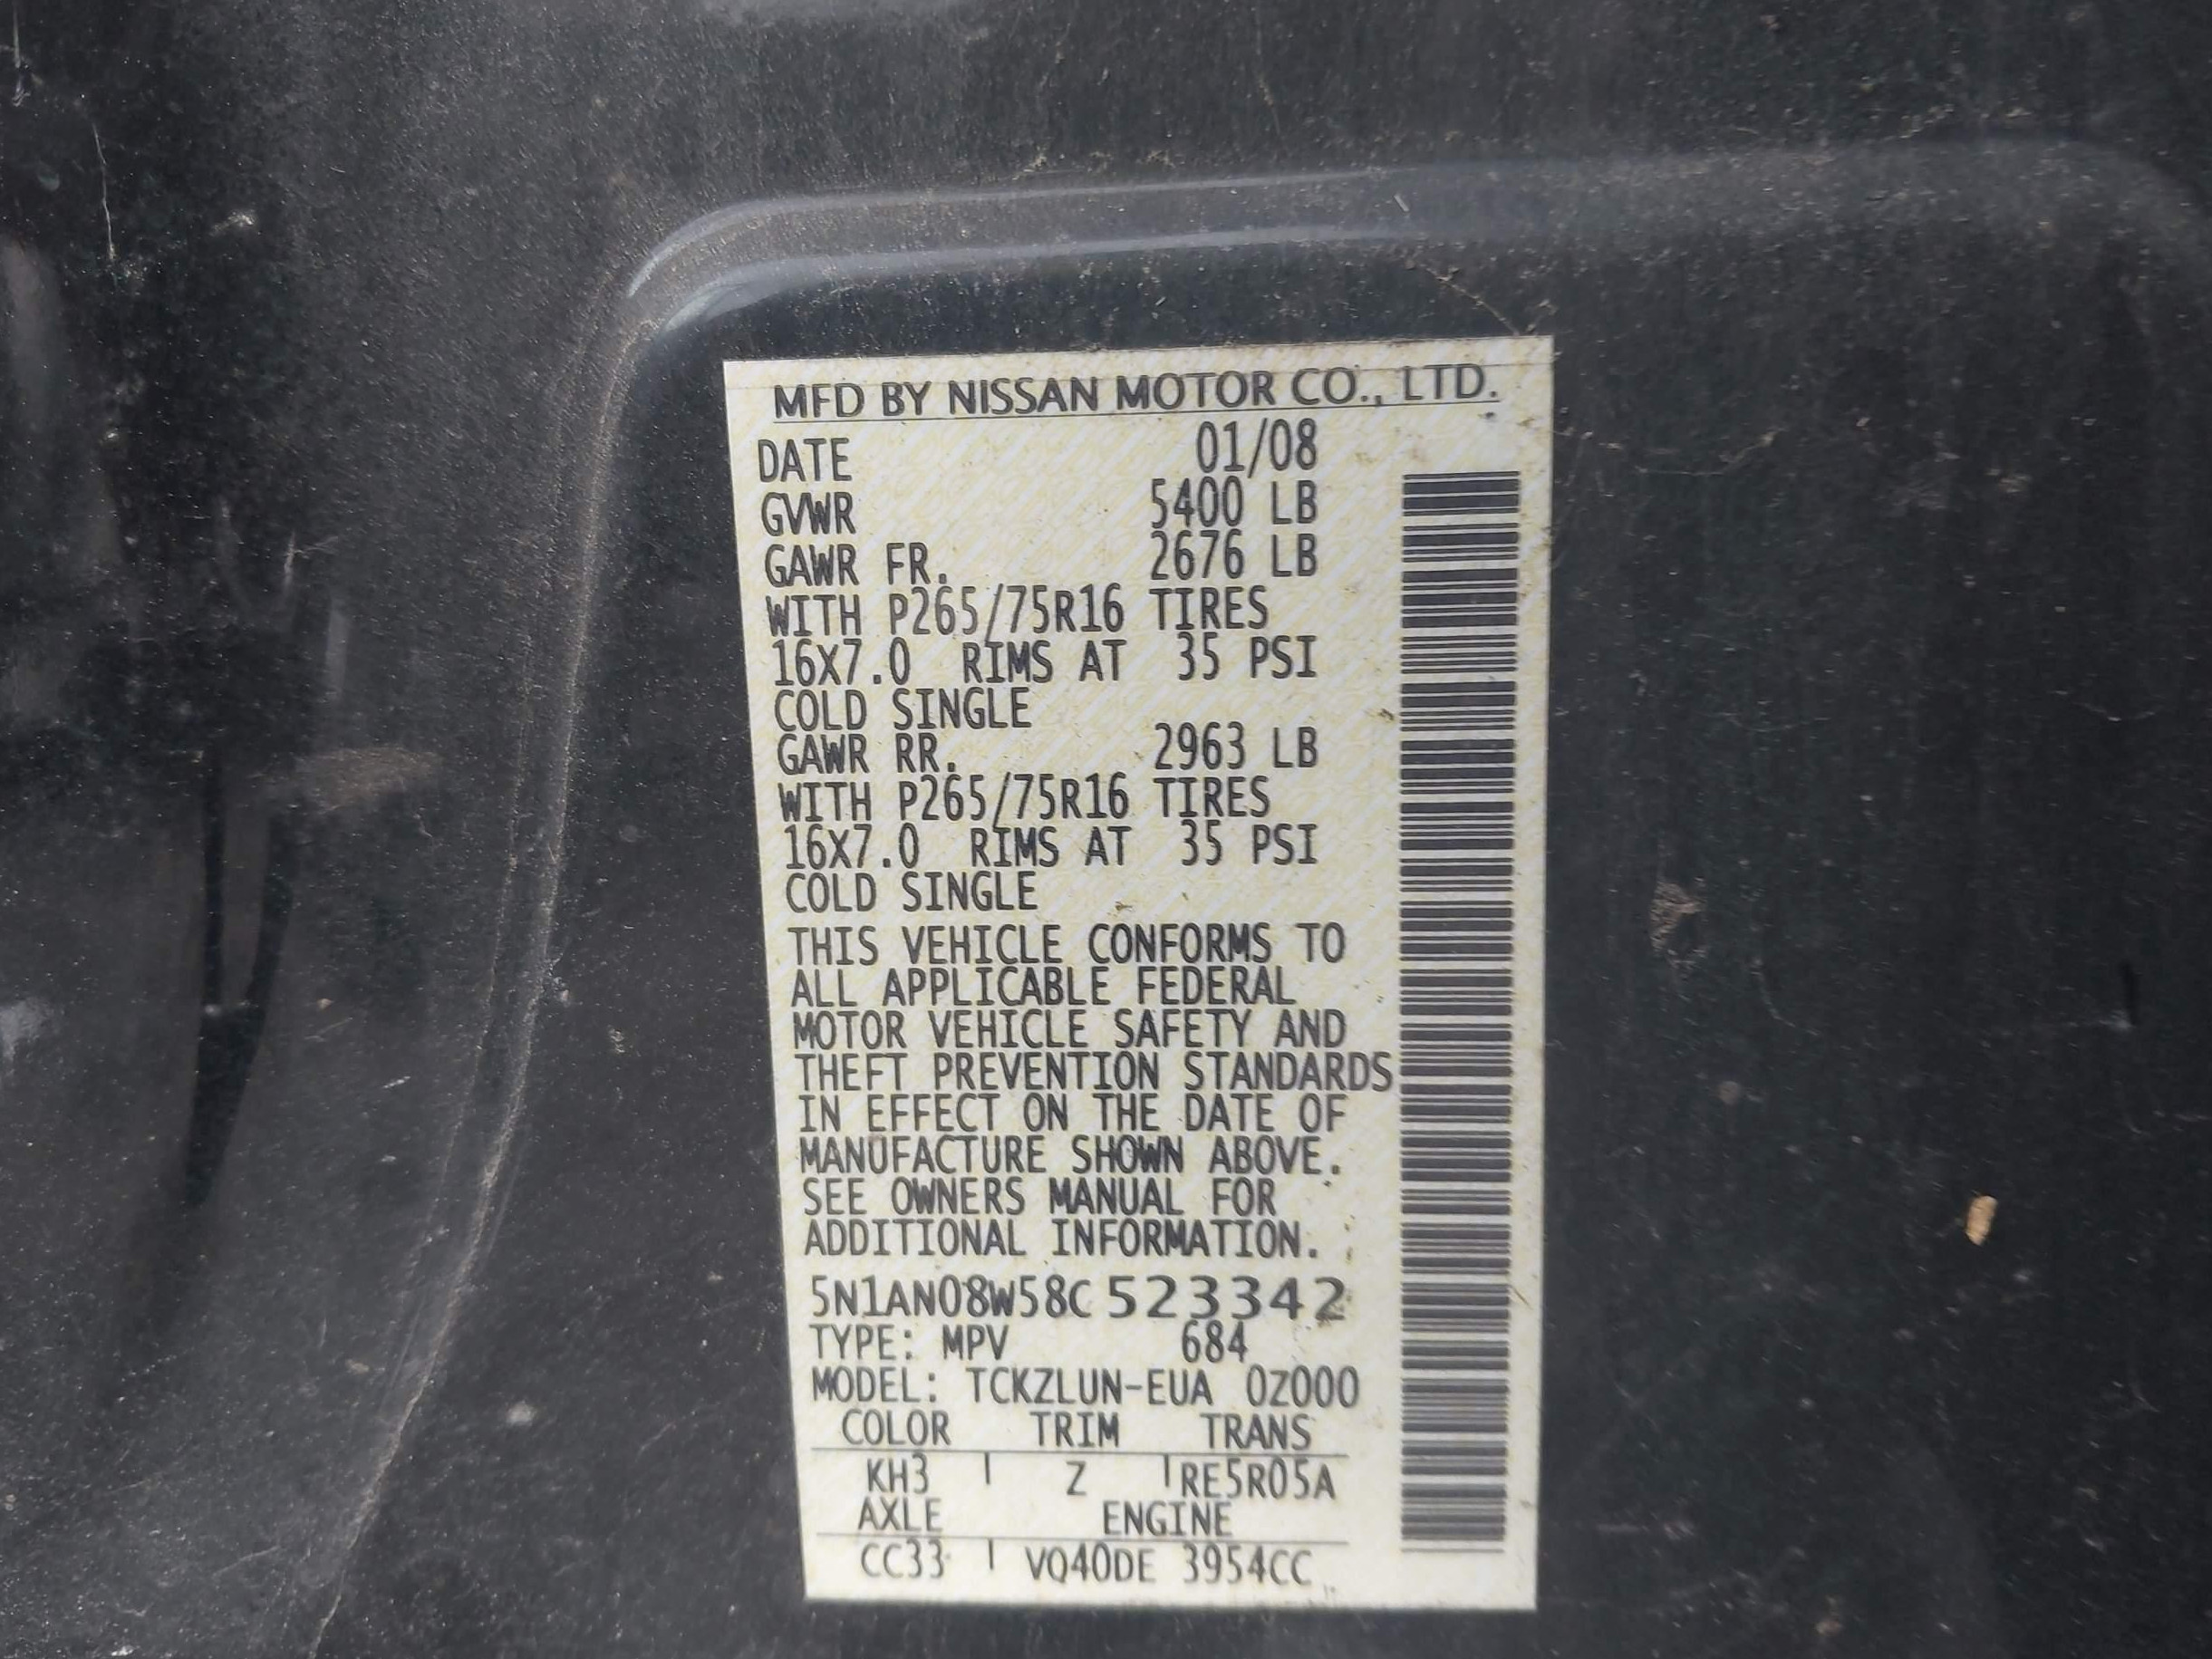 MFD BY NISSAN MOTOR CO., LTD.
DATE 01/08
GVWR 5400 LB
GAWR FR. 2676 LB
WITH P265/75R16 TIRES
16X7.0 RIMS AT 35 PSI
COLD SINGLE
GAWR RR. 2963 LB
WITH P265/75R16 TIRES
16X7.0 RIMS AT 35 PSI
COLD SINGLE
THIS VEHICLE CONFORMS TO
ALL APPLICABLE FEDERAL
MOTOR VEHICLE SAFETY AND
THEFT PREVENTION STANDARDS
IN EFFECT ON THE DATE OF
MANUFACTURE SHOWN ABOVE.
SEE OWNERS MANUAL FOR
ADDITIONAL INFORMATION.
5N1AN08W58C523342
TYPE: MPV 684
MODEL: TCKZLUN-EUA 0Z000
COLOR TRIM TRANS
KH3 Z RE5R05A
AXLE ENGINE
CC33 VQ40DE 3954CC